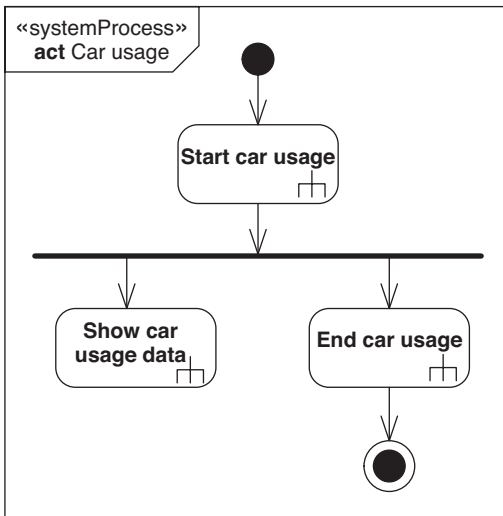 «systemProcess»
act Car usage
Start car usage
Show car
usage data
End car usage